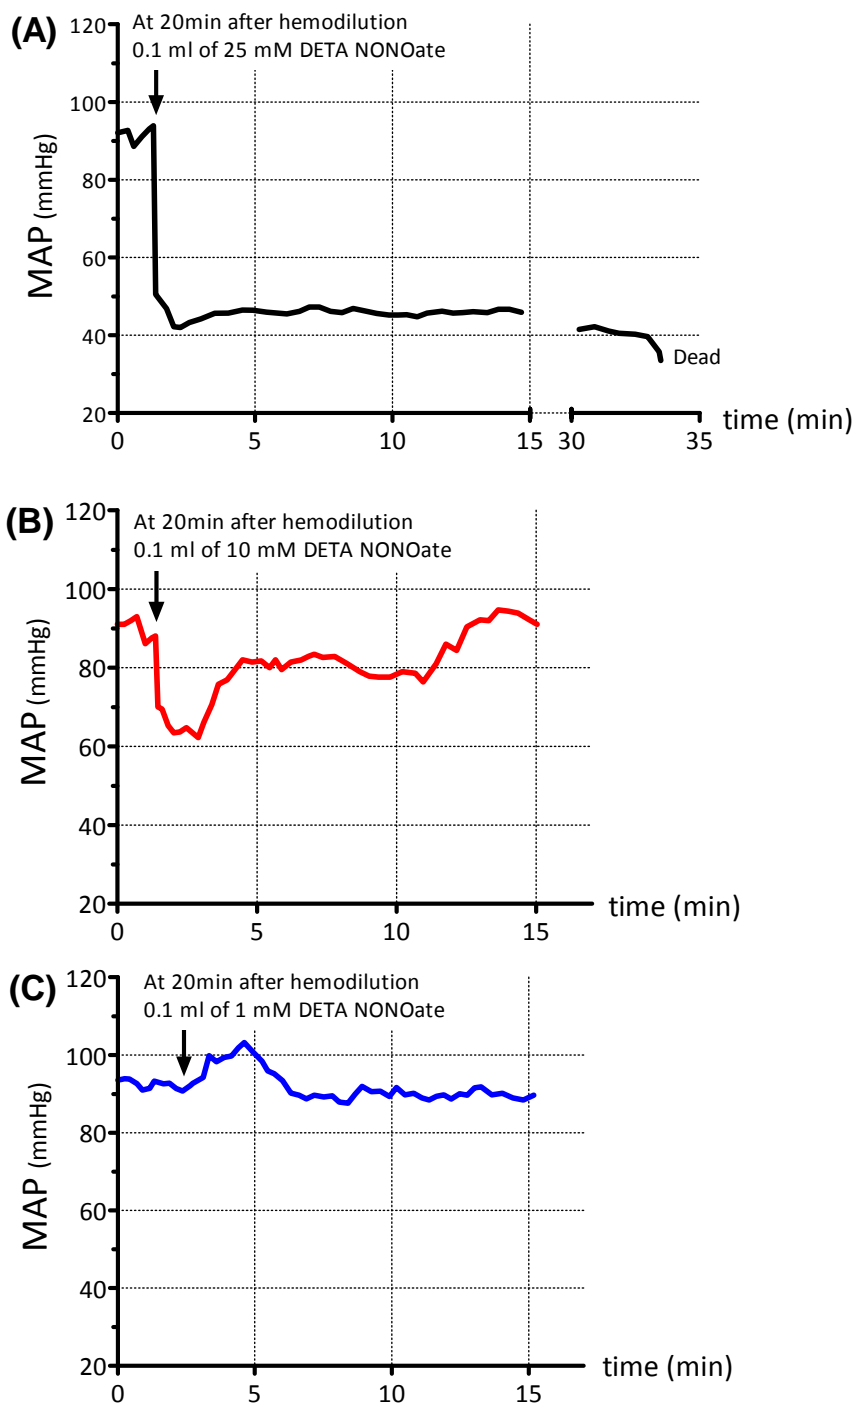 (A)
At 20min after hemodilution
0.1 ml of 25 mM DETA NONOate
120
100
80
60
40
20
MAP (mmHg)
Dead
0 5 10 15 30 35
time (min)
(B)
At 20min after hemodilution
0.1 ml of 10 mM DETA NONOate
120
100
80
60
40
20
MAP (mmHg)
0 5 10 15
time (min)
(C)
At 20min after hemodilution
0.1 ml of 1 mM DETA NONOate
120
100
80
60
40
20
MAP (mmHg)
0 5 10 15
time (min)